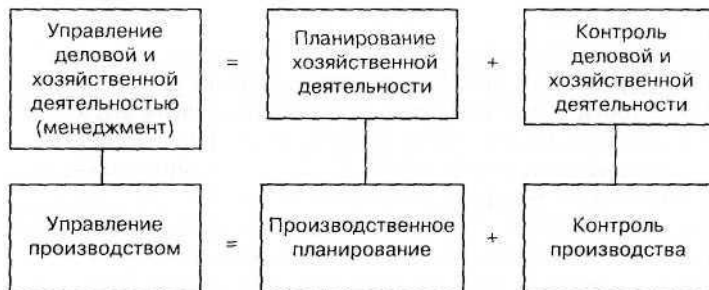 Управление
деловой и
хозяйственной
деятельностью
(менеджмент)
=
Планирование
хозяйственной
деятельности
+
Контроль
деловой и
хозяйственной
деятельности
Управление
производством
=
Производственное
планирование
+
Контроль
производства